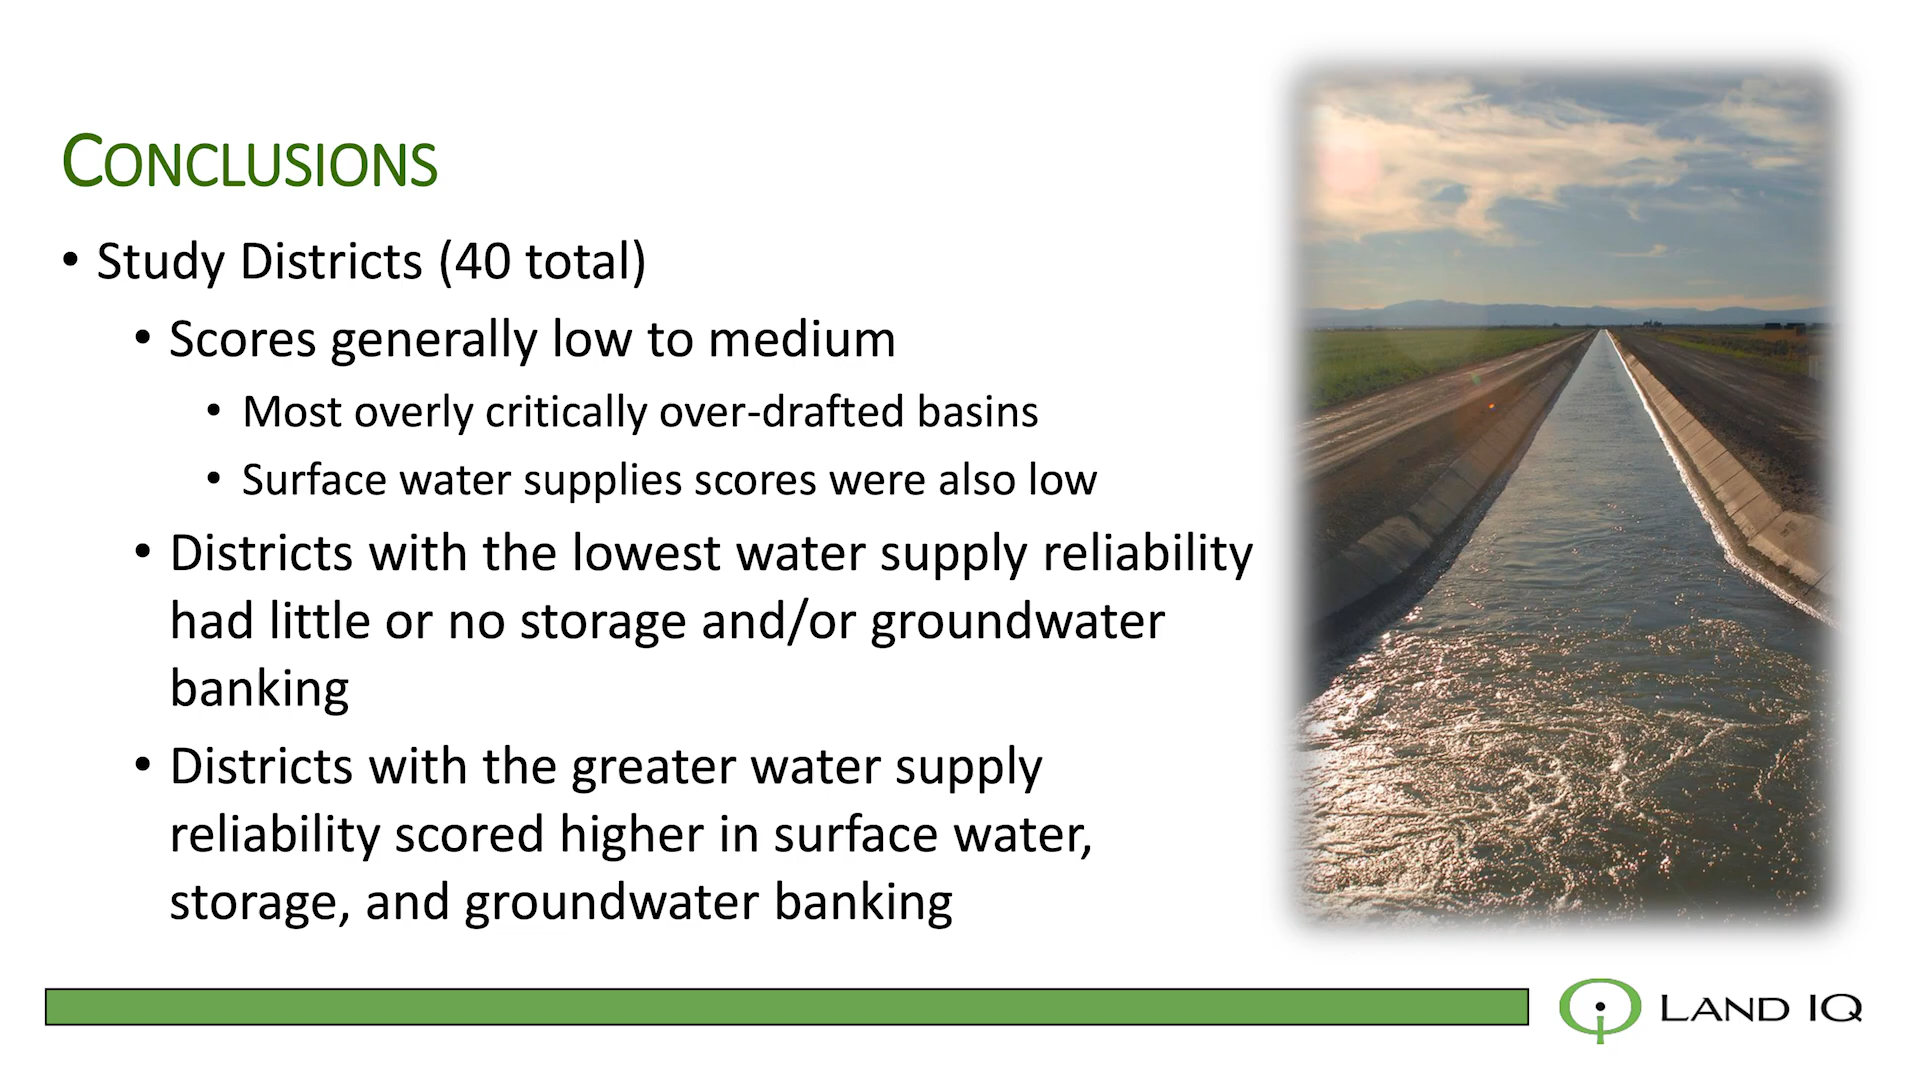 CONCLUSIONS
• Study Districts (40 total)
• Scores generally low to medium
• Most overly critically over-drafted basins
• Surface water supplies scores were also low
• Districts with the lowest water supply reliability
had little or no storage and/or groundwater
banking
• Districts with the greater water supply
reliability scored higher in surface water,
storage, and groundwater banking
LAND IQ